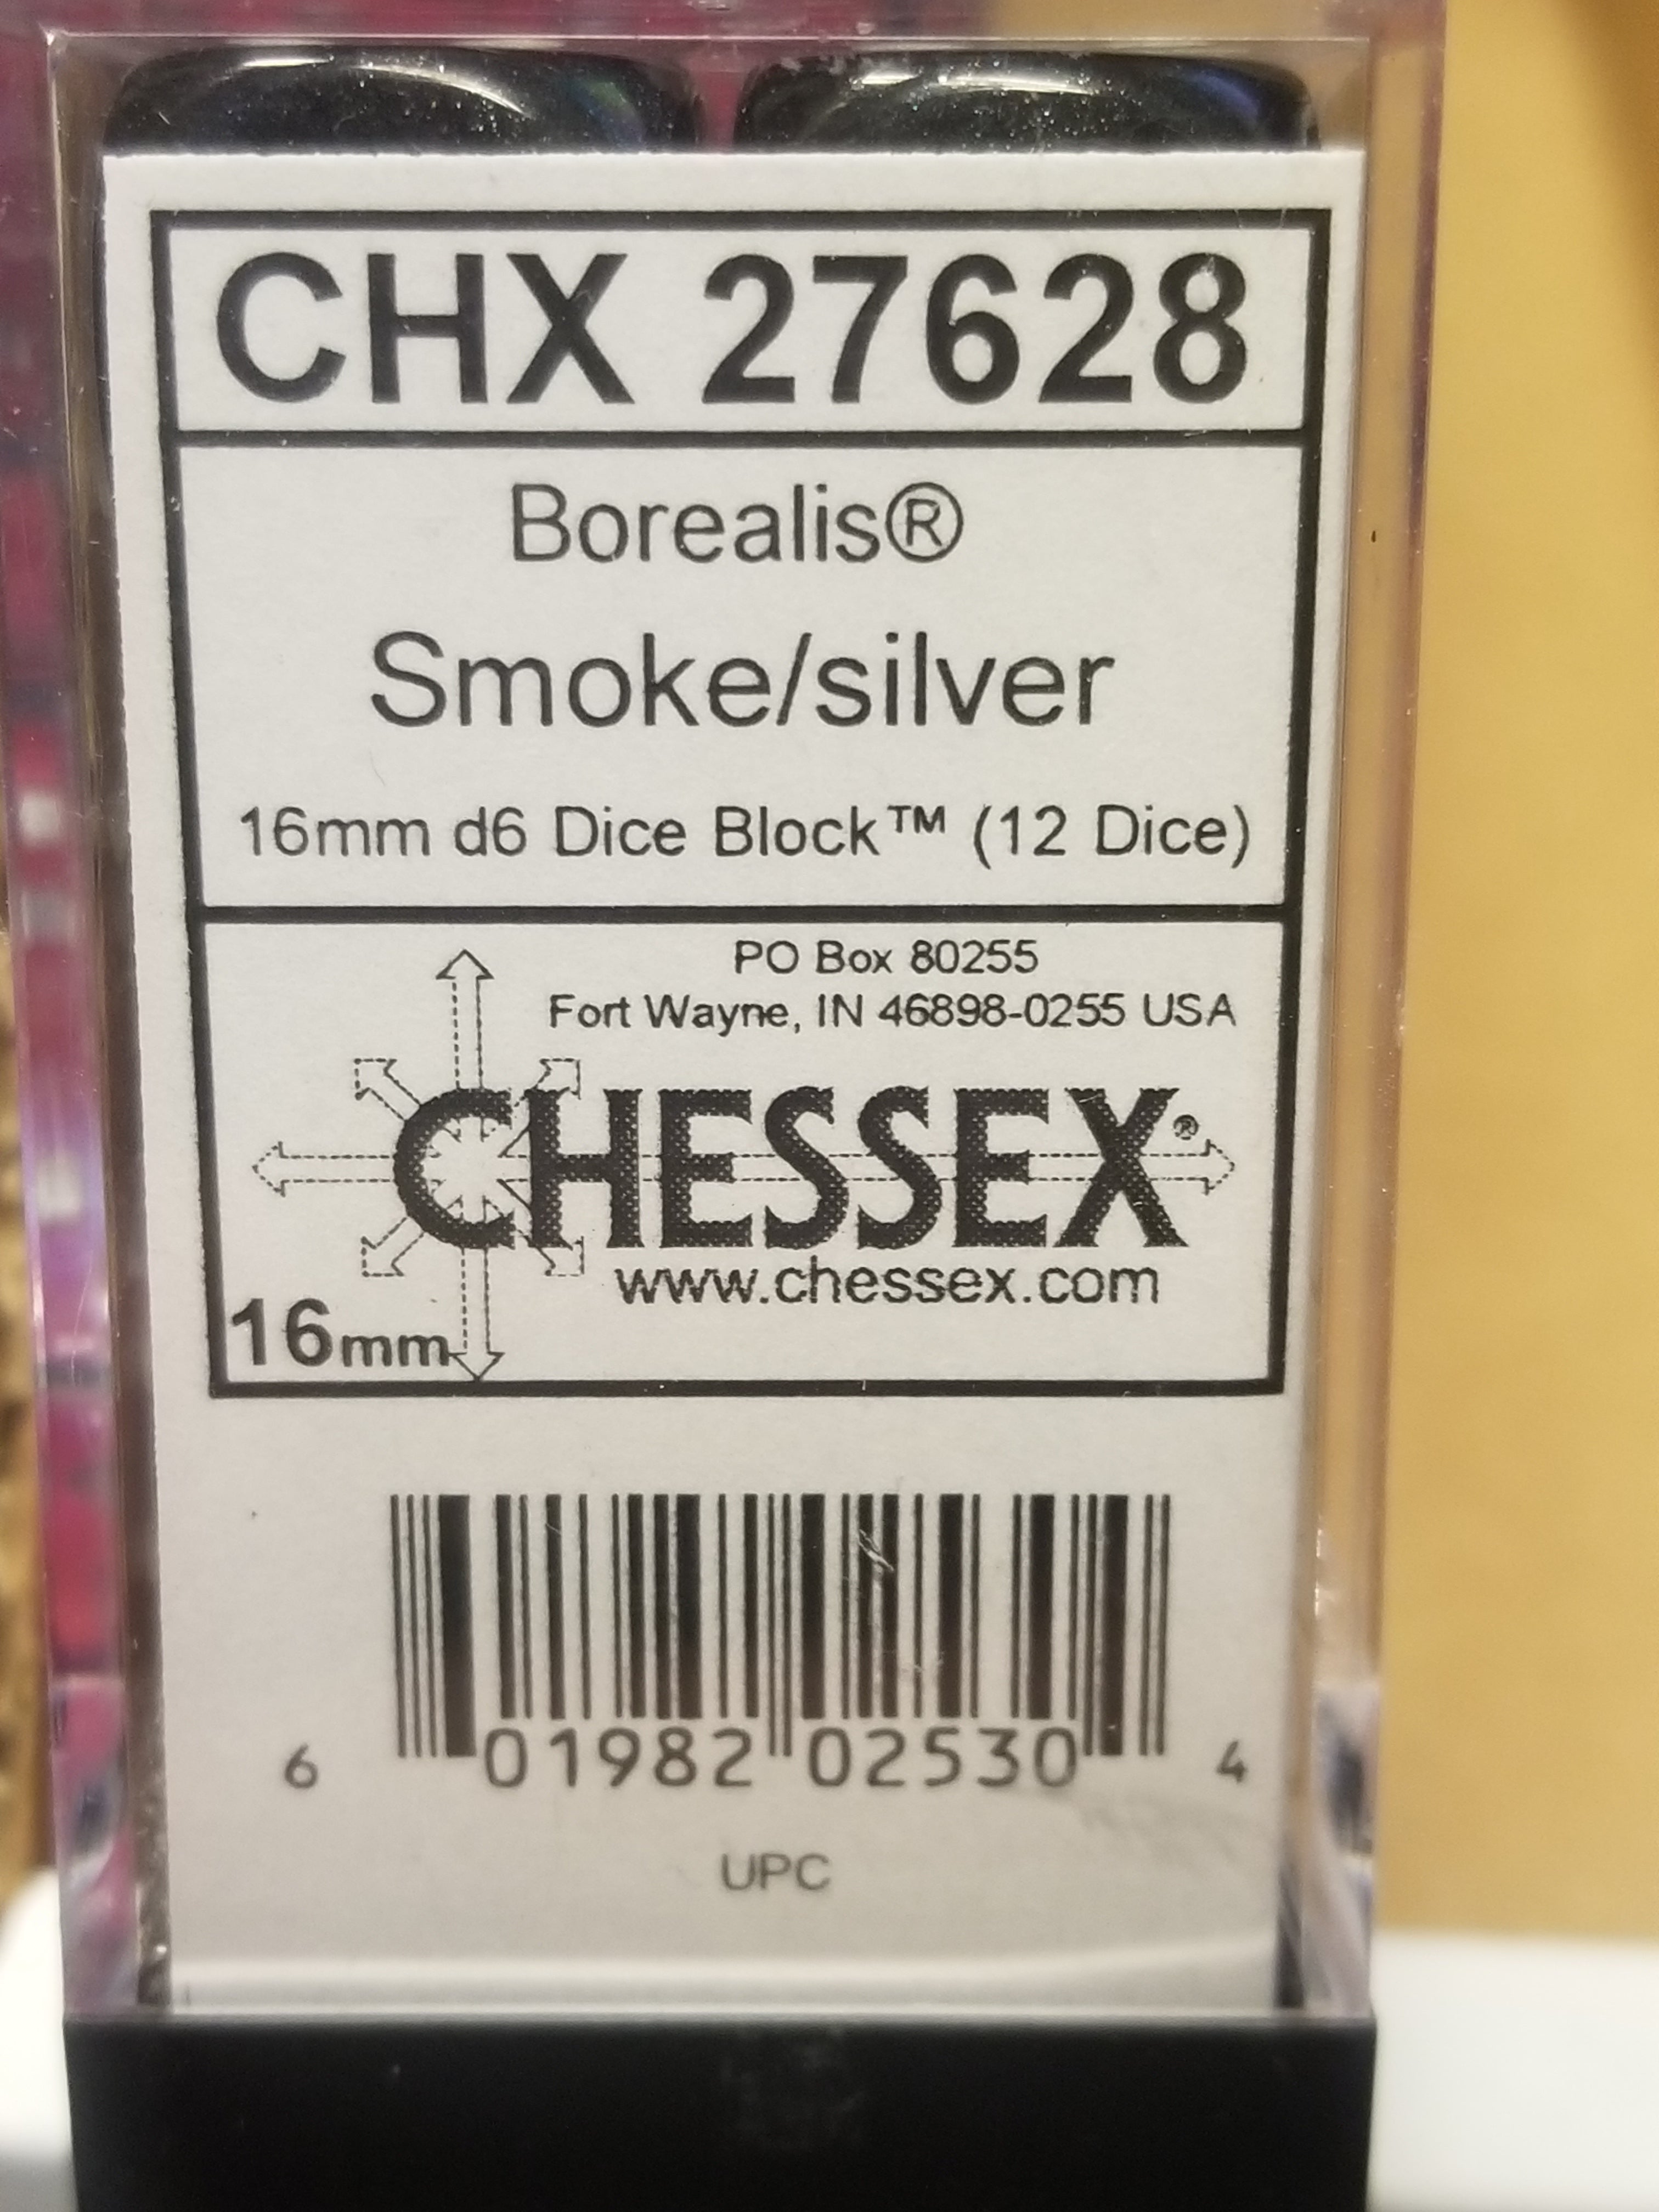 CHX 27628
Borealis®
Smoke/silver
16mm d6 Dice Block™ (12 Dice)
PO Box 80255
Fort Wayne, IN 46898-0255 USA
CHESSEX®
www.chessex.com
16mm
6 01982 02530 4
UPC